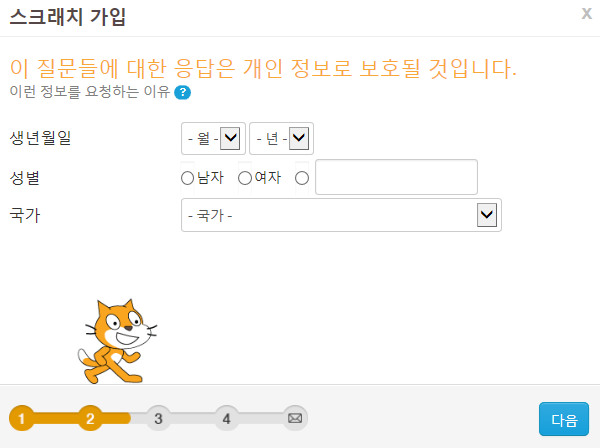 스크래치 가입 x
이 질문들에 대한 응답은 개인 정보로 보호될 것입니다.
이런 정보를 요청하는 이유 ?
생년월일 - 월 - - 년 -
성별 남자 여자
국가 - 국가 -
1 2 3 4 다음